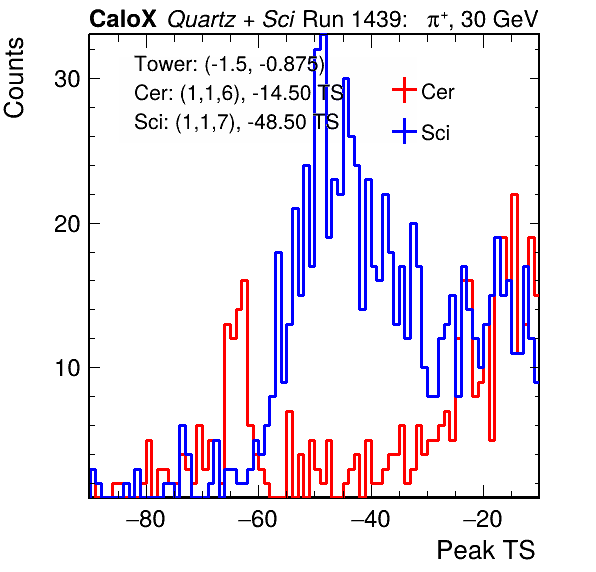 CaloX Quartz + Sci Run 1439: π+, 30 GeV
Counts
Tower: (-1.5, -0.875)
Cer: (1,1,6), -14.50 TS
Sci: (1,1,7), -48.50 TS
Cer
Sci
30
20
10
−80 −60 −40 −20
Peak TS